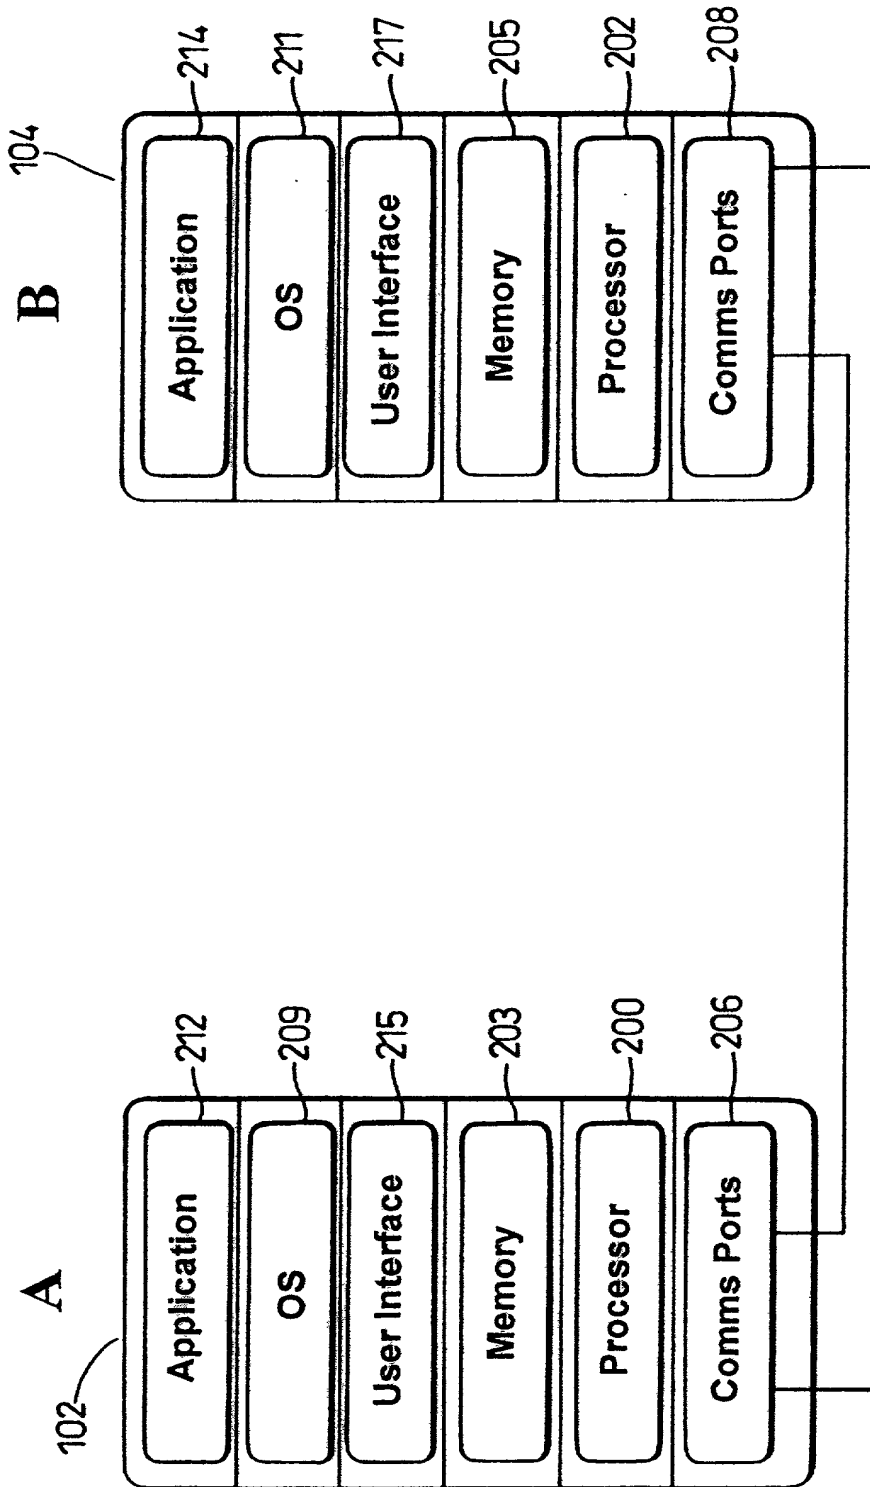 A
102
Application
212
OS
209
User Interface
215
Memory
203
Processor
200
Comms Ports
206
B
104
Application
214
OS
211
User Interface
217
Memory
205
Processor
202
Comms Ports
208